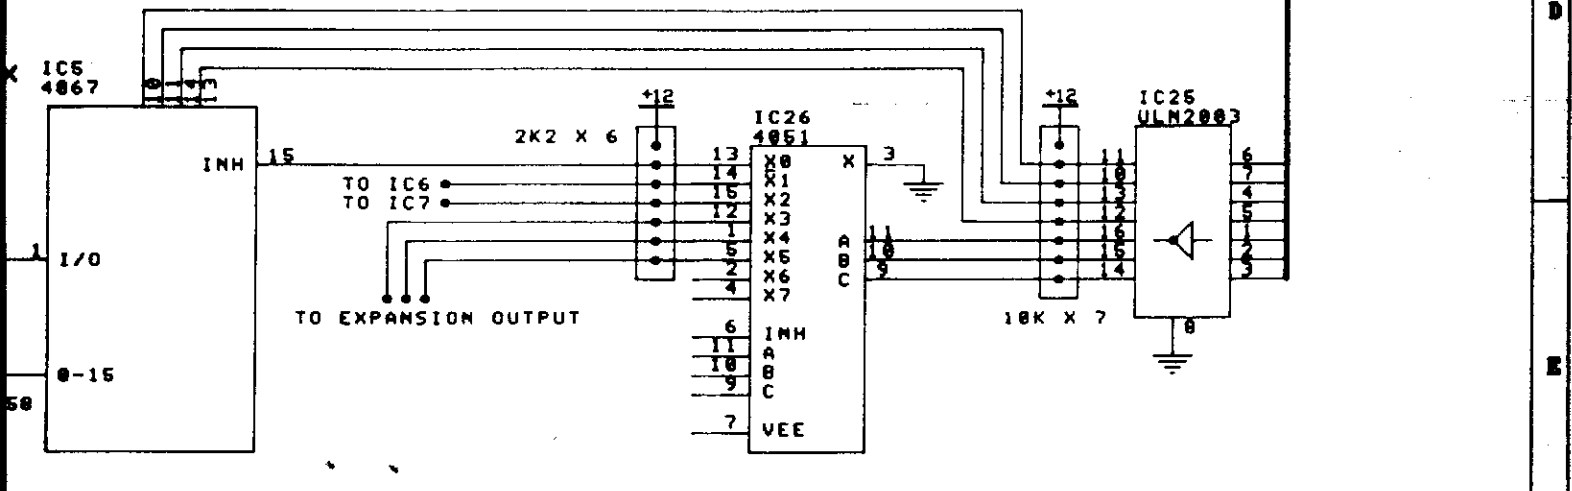 D
X IC5
4067
INH 15
1 I/O
0-15
58
+12
2K2 X 6
TO IC6
TO IC7
TO EXPANSION OUTPUT
IC26
4051
13 X0
14 X1
15 X2
12 X3
1 X4
5 X5
2 X6
4 X7
6 INH
11 A
10 B
9 C
7 VEE
X 3
A 11
B 10
C 9
+12
10K X 7
IC25
ULN2003
11 6
10 7
13 4
12 5
16 1
15 2
14 3
8
E